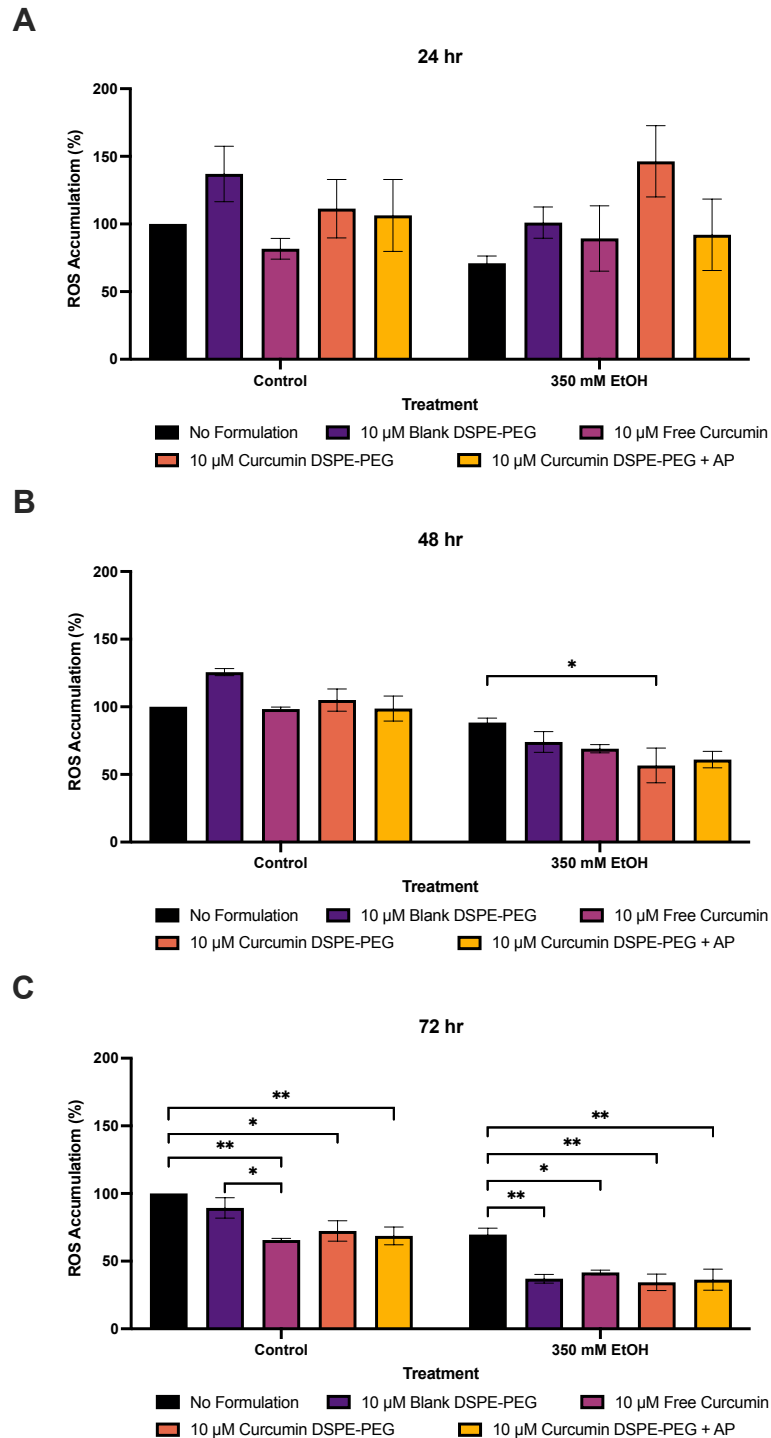 A
24 hr
200
150
100
50
0
ROS Accumulatiom (%)
Control
350 mM EtOH
Treatment
No Formulation
10 µM Blank DSPE-PEG
10 µM Free Curcumin
10 µM Curcumin DSPE-PEG
10 µM Curcumin DSPE-PEG + AP
B
48 hr
200
150
100
50
0
ROS Accumulatiom (%)
*
Control
350 mM EtOH
Treatment
No Formulation
10 µM Blank DSPE-PEG
10 µM Free Curcumin
10 µM Curcumin DSPE-PEG
10 µM Curcumin DSPE-PEG + AP
C
72 hr
200
150
100
50
0
ROS Accumulatiom (%)
**
*
**
*
**
**
*
**
Control
350 mM EtOH
Treatment
No Formulation
10 µM Blank DSPE-PEG
10 µM Free Curcumin
10 µM Curcumin DSPE-PEG
10 µM Curcumin DSPE-PEG + AP